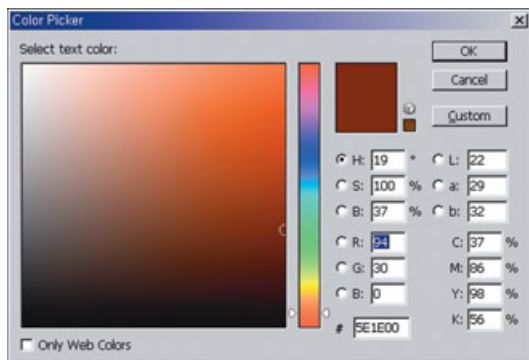 Color Picker
Select text color:
OK
Cancel
Custom
H: 19 °
S: 100 %
B: 37 %
L: 22
a: 29
b: 32
R: 94
G: 30
B: 0
C: 37 %
M: 86 %
Y: 98 %
K: 56 %
# 5E1E00
Only Web Colors